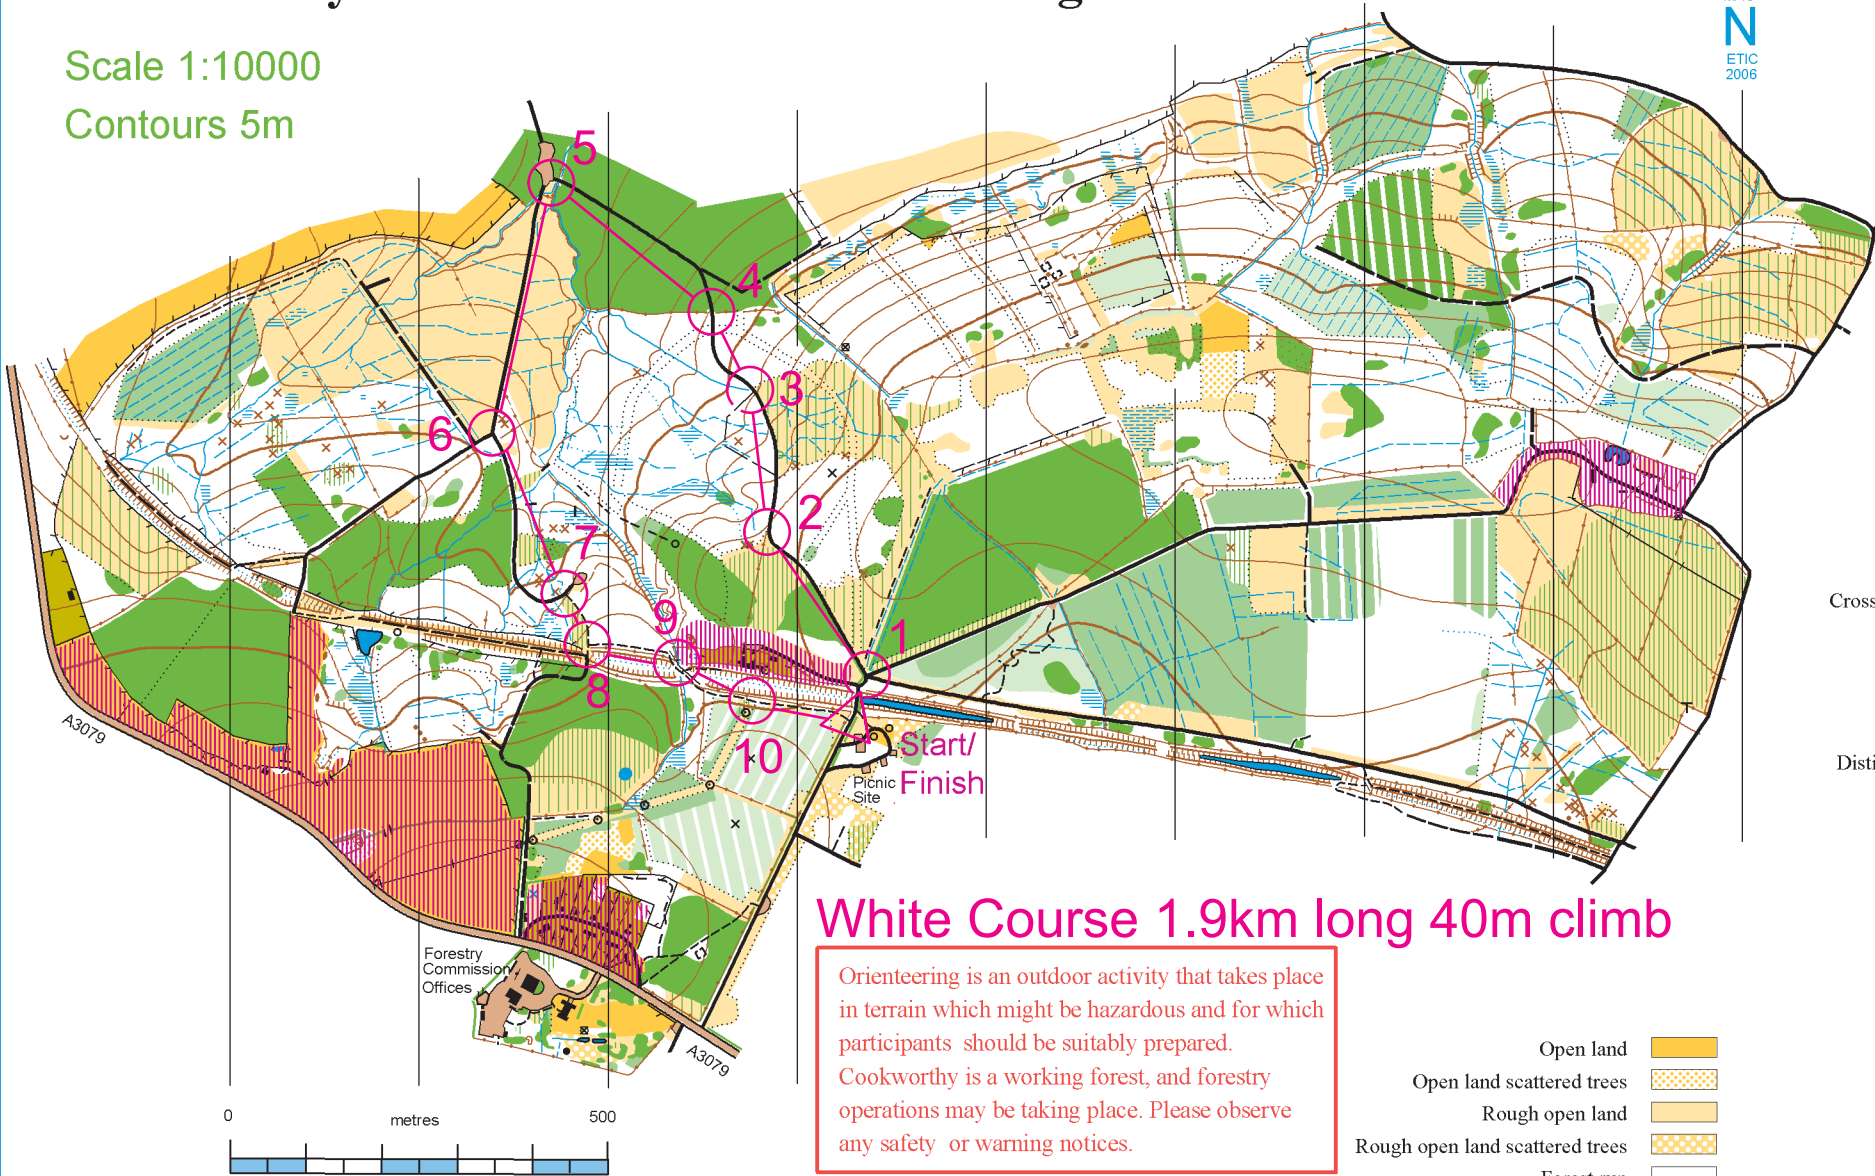 N
ETIC
2006
Scale 1:10000
Contours 5m
5
4
3
6
2
7
9
1
8
10
A3079
Start/
Finish
Picnic
Site
Cross
Disti
White Course 1.9km long 40m climb
Forestry
Commission
Offices
A3079
Orienteering is an outdoor activity that takes place
in terrain which might be hazardous and for which
participants should be suitably prepared.
Cookworthy is a working forest, and forestry
operations may be taking place. Please observe
any safety or warning notices.
Open land
Open land scattered trees
Rough open land
Rough open land scattered trees
0 metres 500